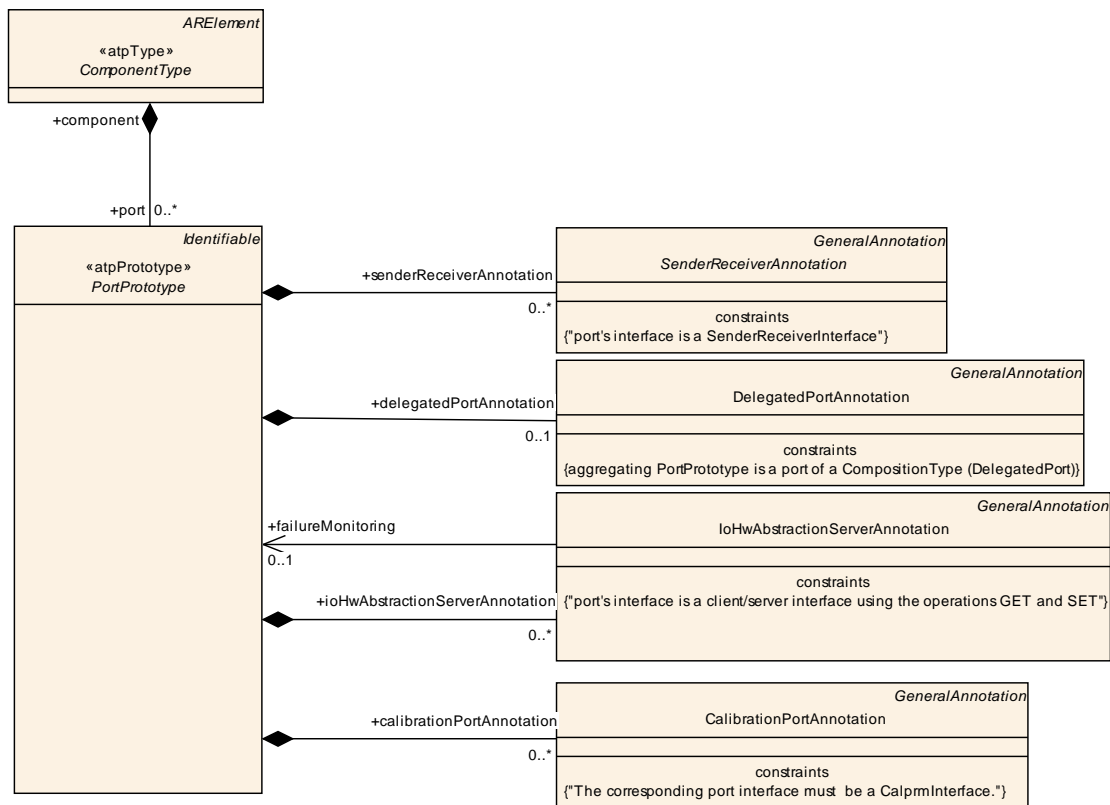 ARElement
«atpType»
ComponentType
+component
+port 0..*
Identifiable
«atpPrototype»
PortPrototype
+senderReceiverAnnotation
0..*
GeneralAnnotation
SenderReceiverAnnotation
constraints
{"port's interface is a SenderReceiverInterface"}
+delegatedPortAnnotation
0..1
GeneralAnnotation
DelegatedPortAnnotation
constraints
{aggregating PortPrototype is a port of a CompositionType (DelegatedPort)}
+failureMonitoring
0..1
GeneralAnnotation
IoHwAbstractionServerAnnotation
constraints
{"port's interface is a client/server interface using the operations GET and SET"}
+ioHwAbstractionServerAnnotation
0..*
GeneralAnnotation
CalibrationPortAnnotation
+calibrationPortAnnotation
0..*
constraints
{"The corresponding port interface must be a CalprmInterface."}